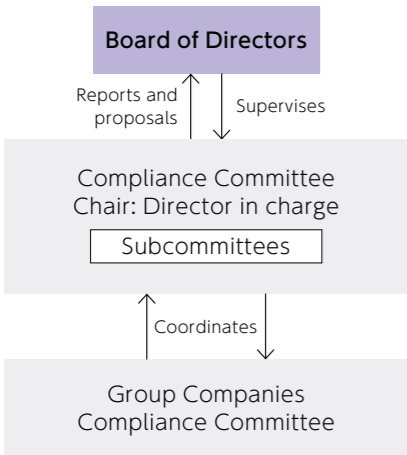 Board of Directors
Reports and
proposals
Supervises
Compliance Committee
Chair: Director in charge
Subcommittees
Coordinates
Group Companies
Compliance Committee